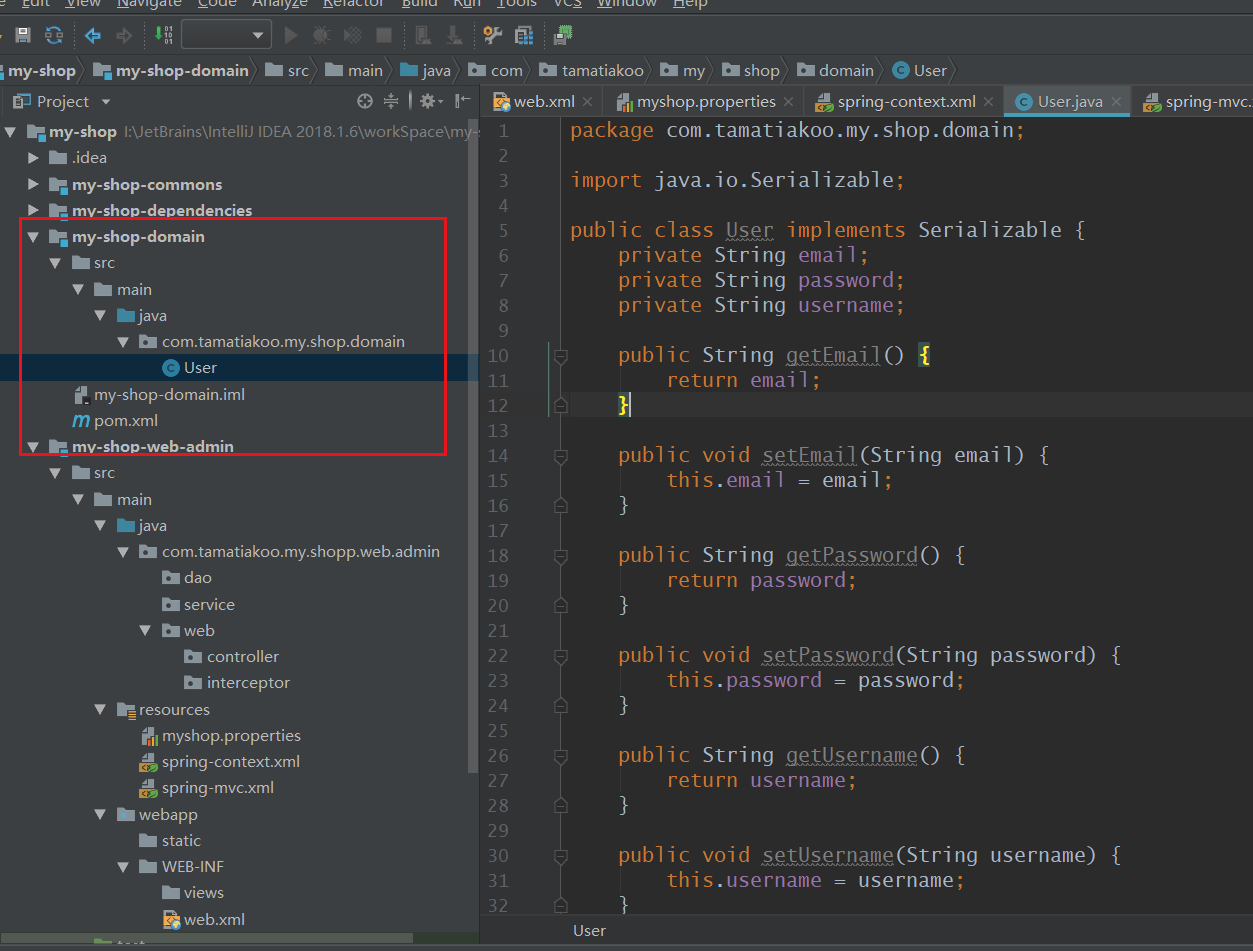 Edit View Navigate Code Analyze Refactor Build Run Tools VCS Window Help
my-shop my-shop-domain src main java com tamatiakoo my shop domain User
Project
web.xml myshop.properties spring-context.xml User.java spring-mvc.
my-shop I:\JetBrains\IntelliJ IDEA 2018.1.6\workSpace\my-s
.idea
my-shop-commons
my-shop-dependencies
my-shop-domain
src
main
java
com.tamatiakoo.my.shop.domain
User
my-shop-domain.iml
pom.xml
my-shop-web-admin
src
main
java
com.tamatiakoo.my.shopp.web.admin
dao
service
web
controller
interceptor
resources
myshop.properties
spring-context.xml
spring-mvc.xml
webapp
static
WEB-INF
views
web.xml
1 package com.tamatiakoo.my.shop.domain;
2
3 import java.io.Serializable;
4
5 public class User implements Serializable {
6 private String email;
7 private String password;
8 private String username;
9
10 public String getEmail() {
11 return email;
12 }
13
14 public void setEmail(String email) {
15 this.email = email;
16 }
17
18 public String getPassword() {
19 return password;
20 }
21
22 public void setPassword(String password) {
23 this.password = password;
24 }
25
26 public String getUsername() {
27 return username;
28 }
29
30 public void setUsername(String username) {
31 this.username = username;
32 }
User